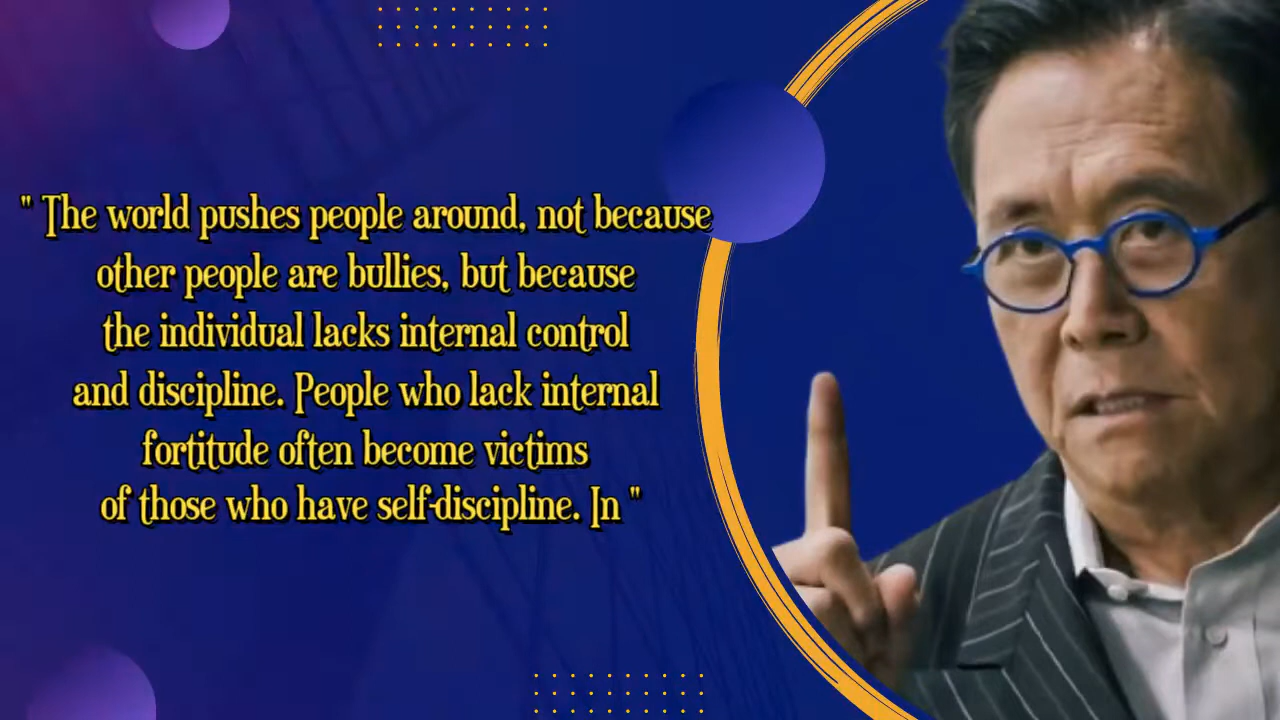 " The world pushes people around, not because
other people are bullies, but because
the individual lacks internal control
and discipline. People who lack internal
fortitude often become victims
of those who have self-discipline. In "